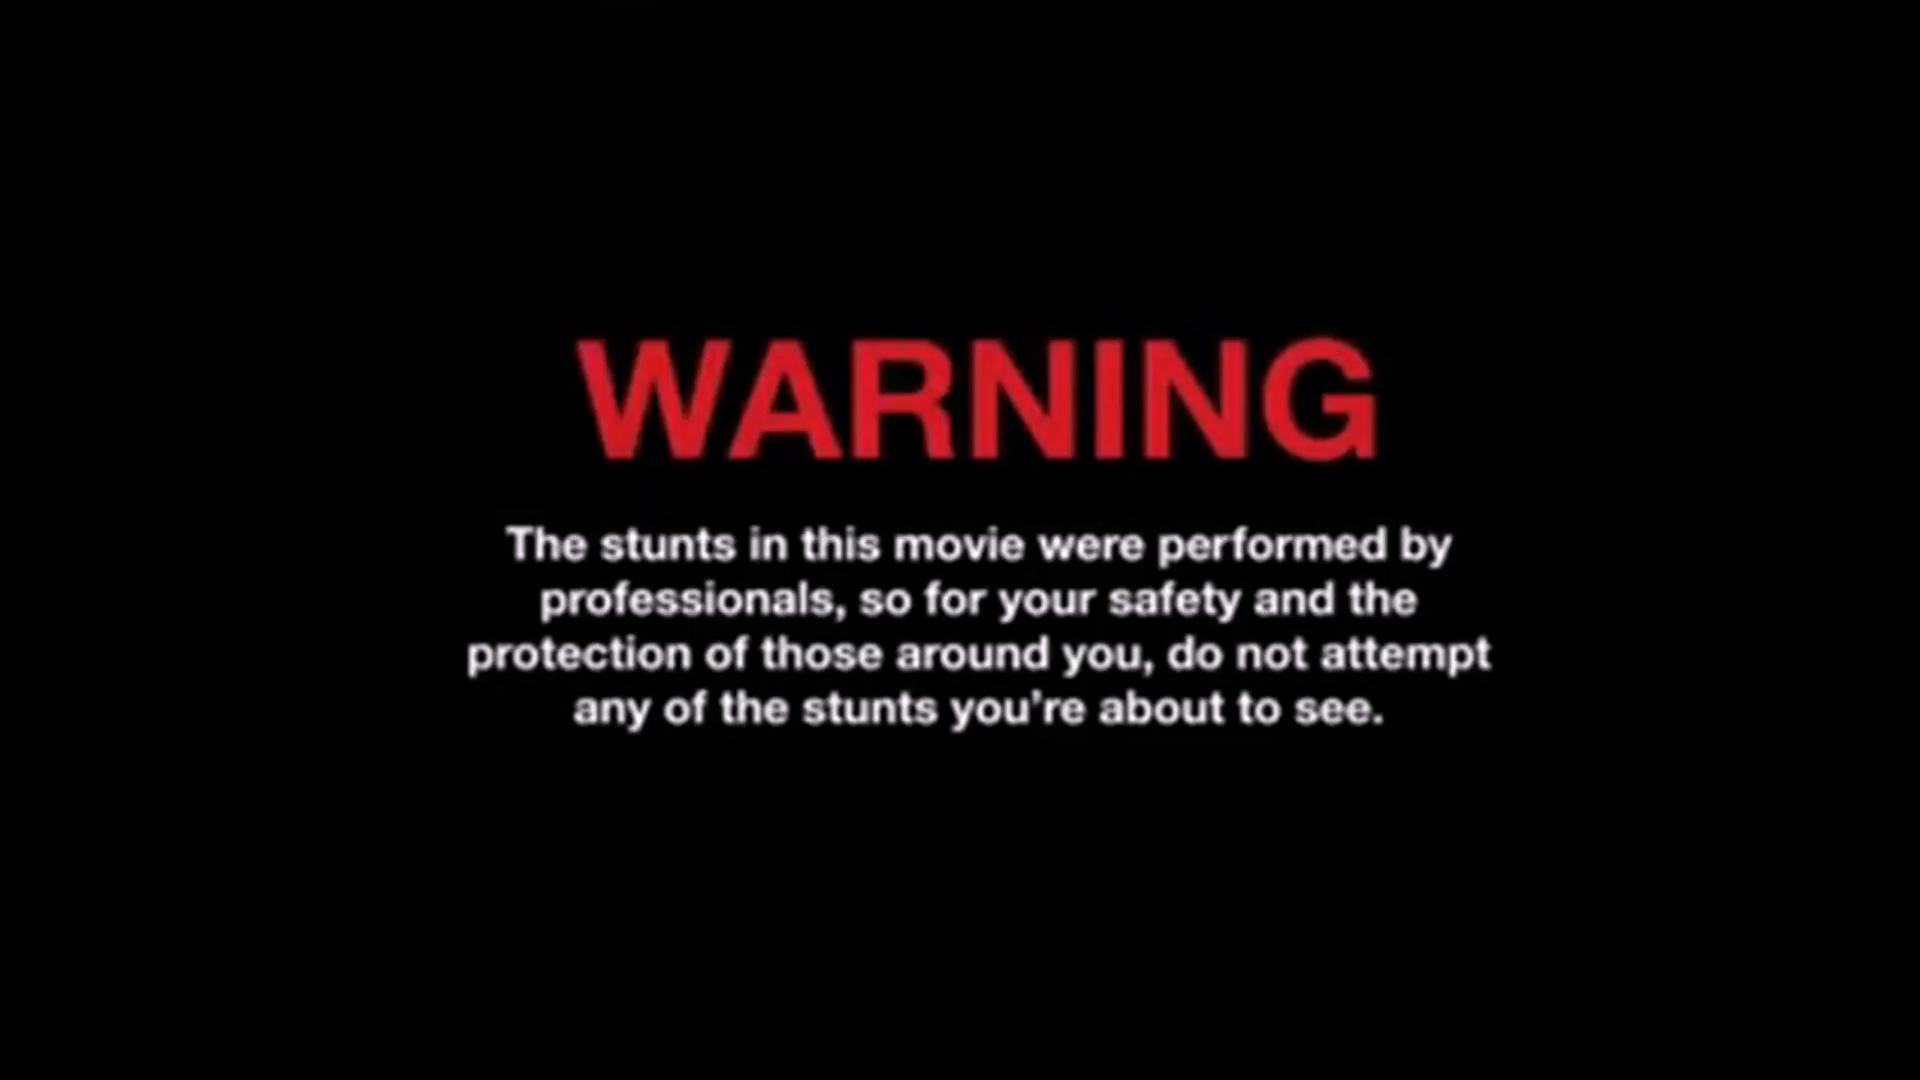 WARNING
The stunts in this movie were performed by
professionals, so for your safety and the
protection of those around you, do not attempt
any of the stunts you’re about to see.